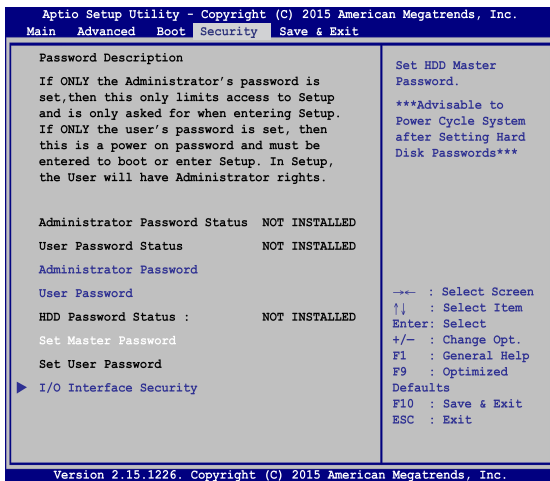 Aptio Setup Utility - Copyright (C) 2015 American Megatrends, Inc.
Main Advanced Boot Security Save & Exit
Password Description
If ONLY the Administrator's password is
set,then this only limits access to Setup
and is only asked for when entering Setup.
If ONLY the user's password is set, then
this is a power on password and must be
entered to boot or enter Setup. In Setup,
the User will have Administrator rights.
Administrator Password Status NOT INSTALLED
User Password Status NOT INSTALLED
Administrator Password
User Password
HDD Password Status : NOT INSTALLED
Set Master Password
Set User Password
I/O Interface Security
Set HDD Master
Password.
***Advisable to
Power Cycle System
after Setting Hard
Disk Passwords***
→← : Select Screen
↑↓ : Select Item
Enter: Select
+/— : Change Opt.
F1 : General Help
F9 : Optimized
Defaults
F10 : Save & Exit
ESC : Exit
Version 2.15.1226. Copyright (C) 2015 American Megatrends, Inc.